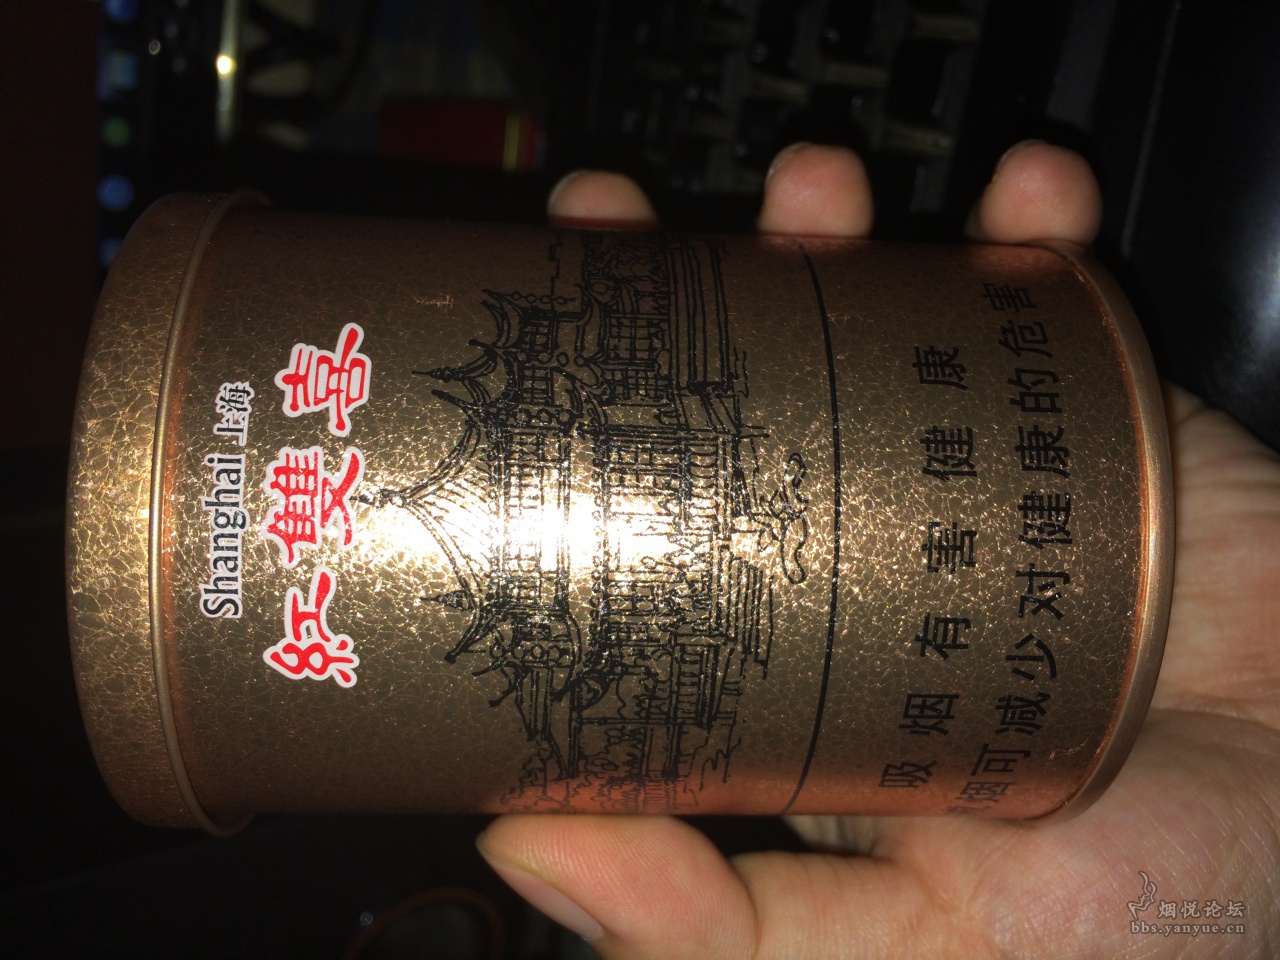 Shanghai 上海
紅雙喜
吸烟有害健康
烟可减少对健康的危害
烟悦论坛
bbs.yanyue.cn